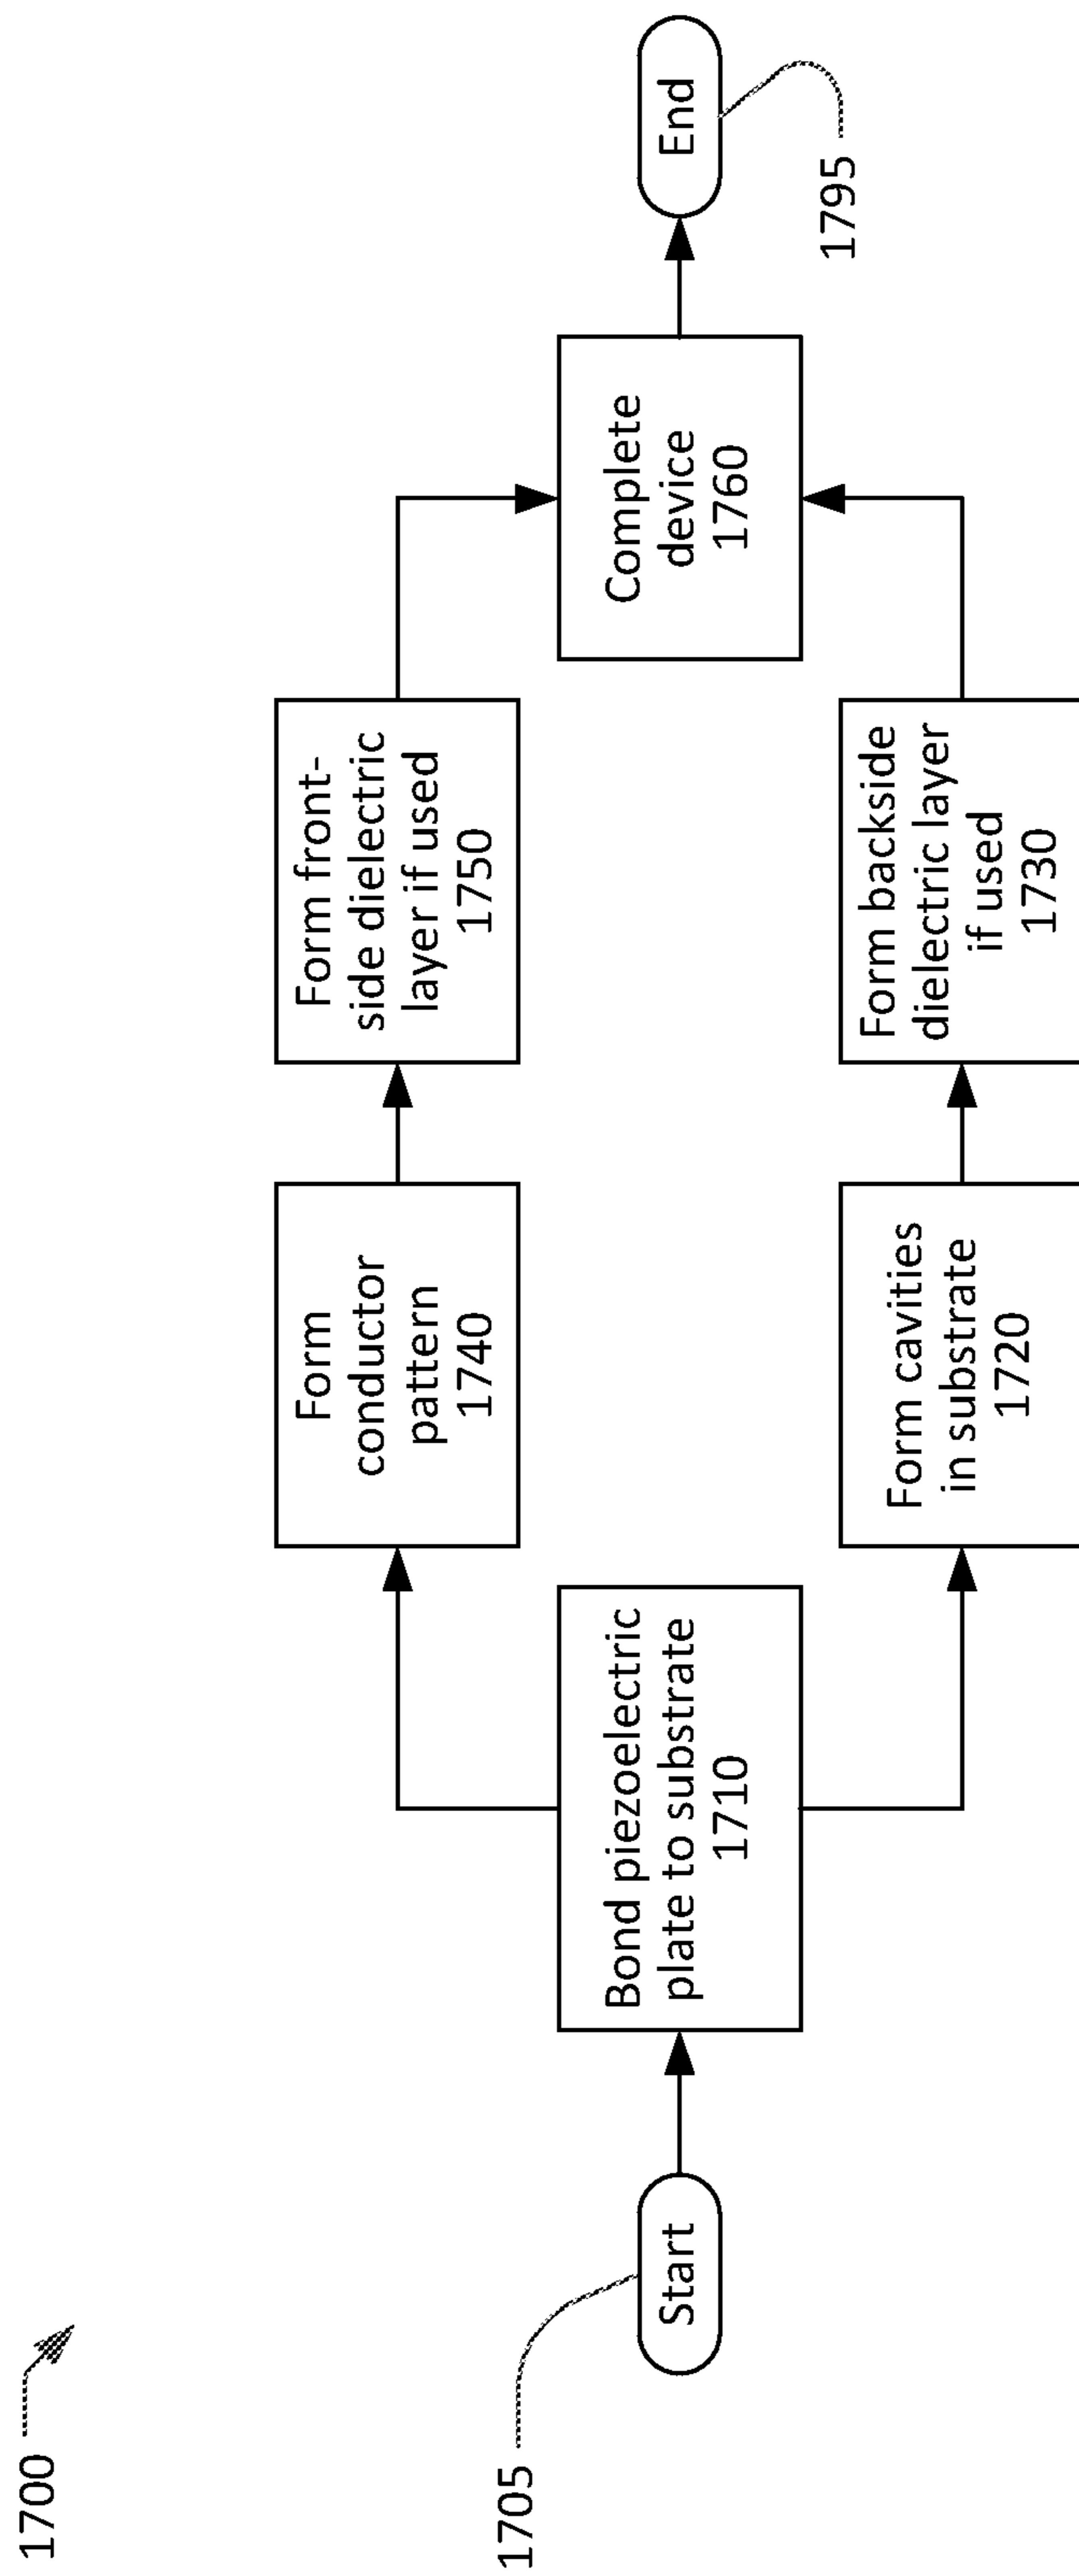 1700
1705
Start
Bond piezoelectric
plate to substrate
1710
Form
conductor
pattern
1740
Form front-
side dielectric
layer if used
1750
Form cavities
in substrate
1720
Form backside
dielectric layer
if used
1730
Complete
device
1760
End
1795